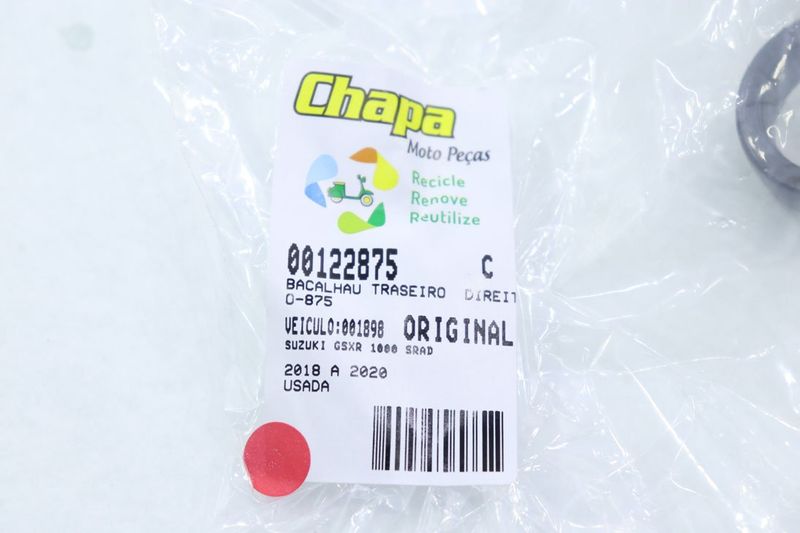 Chapa
Moto Peças
Recicle
Renove
Reutilize
00122875 C
BACALHAU TRASEIRO DIREIT
O-875
VEICULO:001898 ORIGINAL
SUZUKI GSXR 1000 SRAD
2018 A 2020
USADA